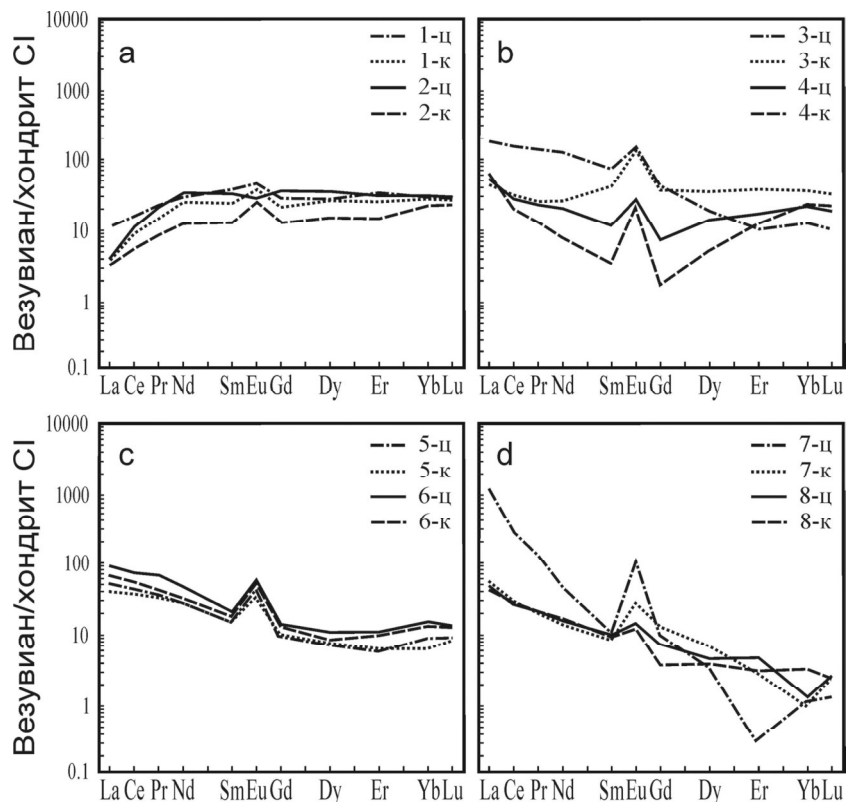 Везувиан/хондрит CI
10000
1000
100
10
1
0.1
a
1-ц
1-к
2-ц
2-к
La Ce Pr Nd Sm Eu Gd Dy Er Yb Lu
b
3-ц
3-к
4-ц
4-к
La Ce Pr Nd Sm Eu Gd Dy Er Yb Lu
Везувиан/хондрит CI
10000
1000
100
10
1
0.1
c
5-ц
5-к
6-ц
6-к
La Ce Pr Nd Sm Eu Gd Dy Er Yb Lu
d
7-ц
7-к
8-ц
8-к
La Ce Pr Nd Sm Eu Gd Dy Er Yb Lu